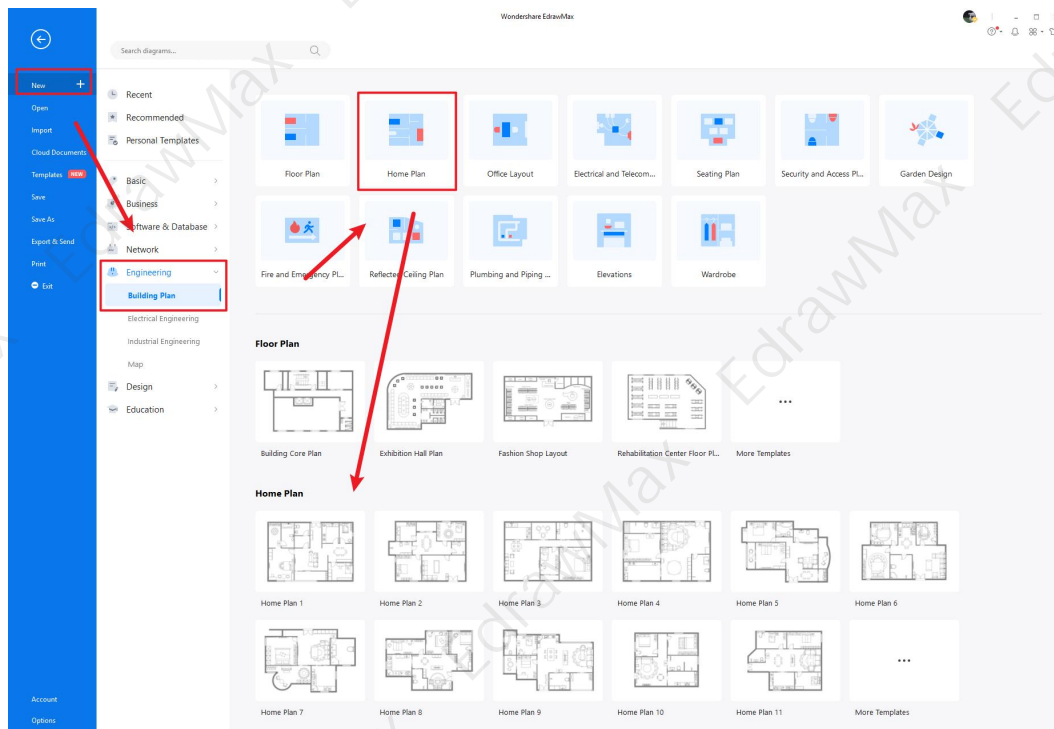 Wondershare EdrawMax
Search diagrams...
New +
Open
Import
Cloud Documents
Templates NEW
Save
Save As
Export & Send
Print
Exit
Account
Options
Recent
Recommended
Personal Templates
Basic
Business
Software & Database
Network
Engineering
Building Plan
Electrical Engineering
Industrial Engineering
Map
Design
Education
Floor Plan
Home Plan
Office Layout
Electrical and Telecom...
Seating Plan
Security and Access Pl...
Garden Design
Fire and Emergency Pl...
Reflected Ceiling Plan
Plumbing and Piping ...
Elevations
Wardrobe
Floor Plan
Building Core Plan
Exhibition Hall Plan
Fashion Shop Layout
Rehabilitation Center Floor Pl...
More Templates
Home Plan
Home Plan 1
Home Plan 2
Home Plan 3
Home Plan 4
Home Plan 5
Home Plan 6
Home Plan 7
Home Plan 8
Home Plan 9
Home Plan 10
Home Plan 11
More Templates
EdrawMax
EdrawMax
EdrawMax